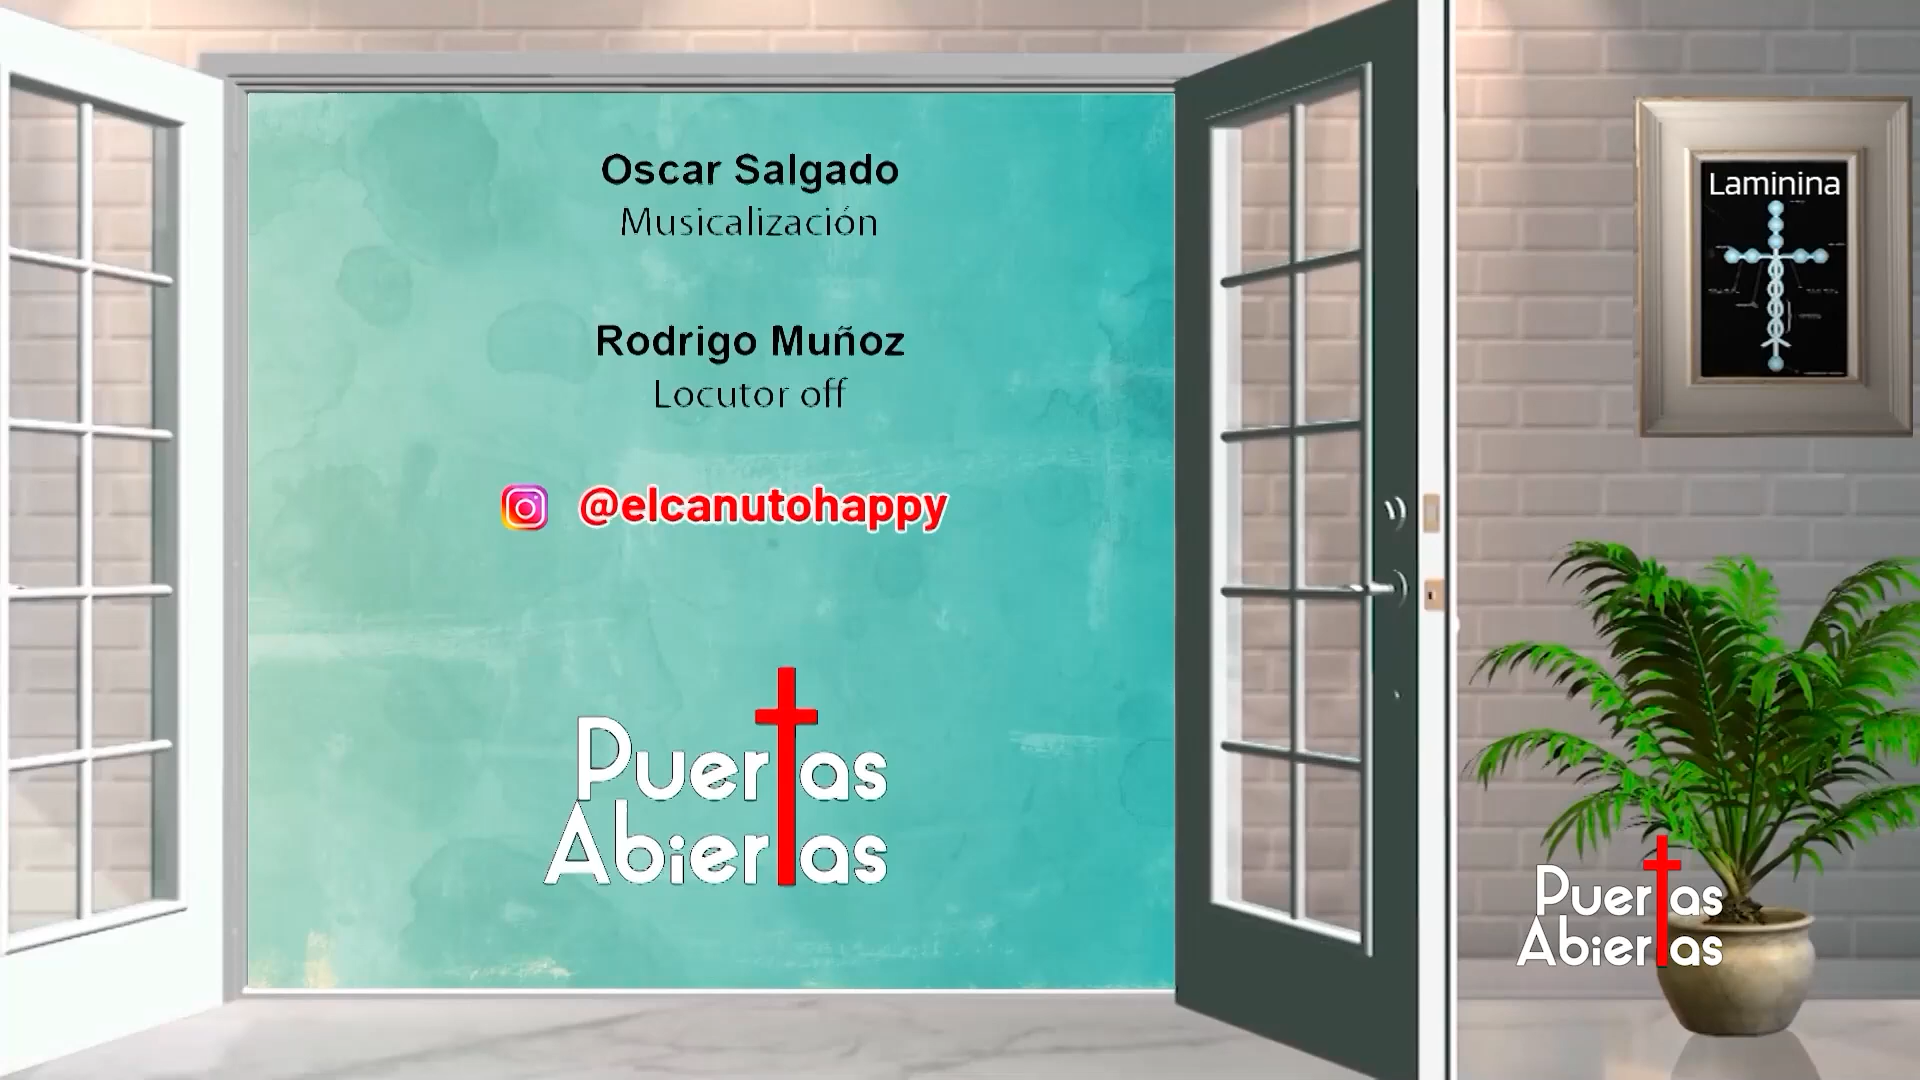 Oscar Salgado
Musicalización
Rodrigo Muñoz
Locutor off
@elcanutohappy
Puertas
Abiertas
Laminina
Puertas
Abiertas